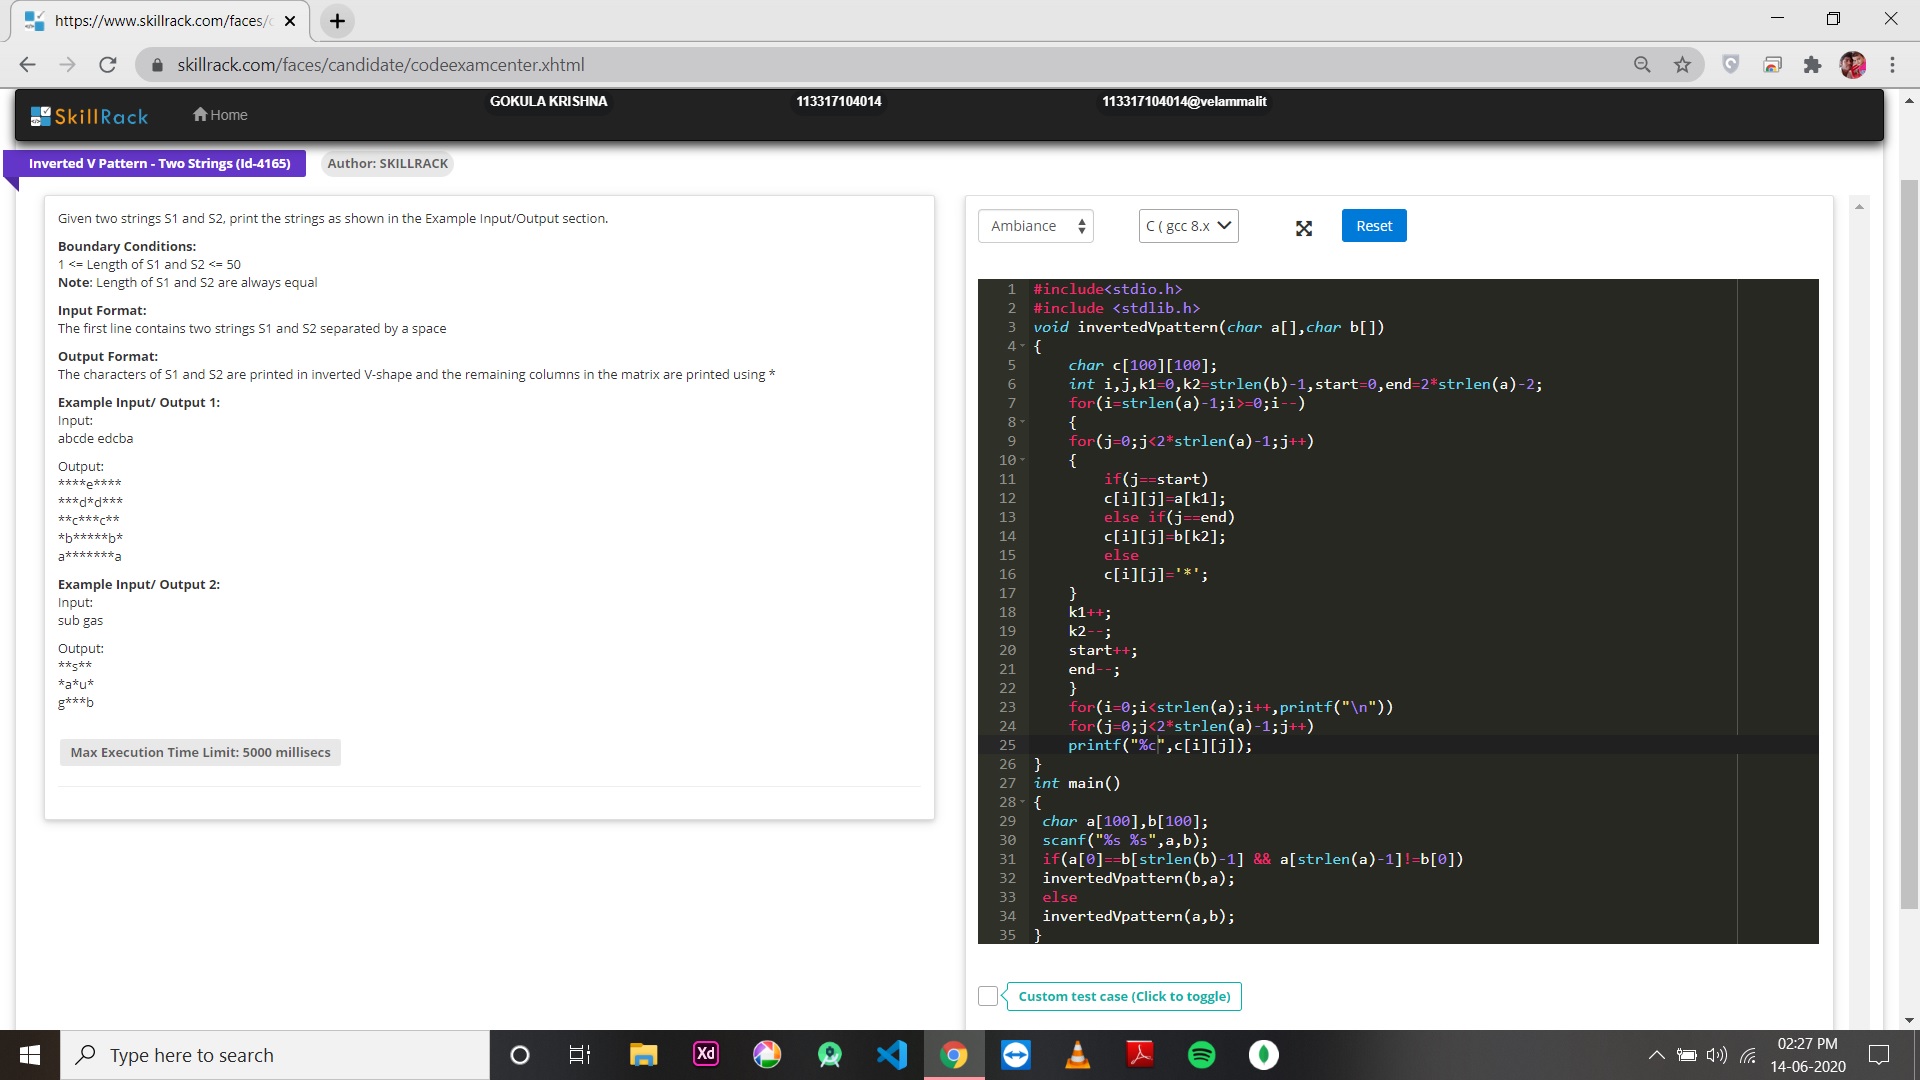 https://www.skillrack.com/faces/c
skillrack.com/faces/candidate/codeexamcenter.xhtml
SkillRack
Home
GOKULA KRISHNA
113317104014
113317104014@velammalit
Inverted V Pattern - Two Strings (Id-4165)
Author: SKILLRACK
Given two strings S1 and S2, print the strings as shown in the Example Input/Output section.
Boundary Conditions:
1 <= Length of S1 and S2 <= 50
Note: Length of S1 and S2 are always equal
Input Format:
The first line contains two strings S1 and S2 separated by a space
Output Format:
The characters of S1 and S2 are printed in inverted V-shape and the remaining columns in the matrix are printed using *
Example Input/ Output 1:
Input:
abcde edcba
Output:
****e****
***d*d***
**c***c**
*b*****b*
a*******a
Example Input/ Output 2:
Input:
sub gas
Output:
**s**
*a*u*
g***b
Max Execution Time Limit: 5000 millisecs
Ambiance
C ( gcc 8.x
Reset
1 #include<stdio.h>
2 #include <stdlib.h>
3 void invertedVpattern(char a[],char b[])
4 {
5 char c[100][100];
6 int i,j,k1=0,k2=strlen(b)-1,start=0,end=2*strlen(a)-2;
7 for(i=strlen(a)-1;i>=0;i--)
8 {
9 for(j=0;j<2*strlen(a)-1;j++)
10 {
11 if(j==start)
12 c[i][j]=a[k1];
13 else if(j==end)
14 c[i][j]=b[k2];
15 else
16 c[i][j]='*';
17 }
18 k1++;
19 k2--;
20 start++;
21 end--;
22 }
23 for(i=0;i<strlen(a);i++,printf("\n"))
24 for(j=0;j<2*strlen(a)-1;j++)
25 printf("%c",c[i][j]);
26 }
27 int main()
28 {
29 char a[100],b[100];
30 scanf("%s %s",a,b);
31 if(a[0]==b[strlen(b)-1] && a[strlen(a)-1]!=b[0])
32 invertedVpattern(b,a);
33 else
34 invertedVpattern(a,b);
35 }
Custom test case (Click to toggle)
Type here to search
Xd
02:27 PM
14-06-2020